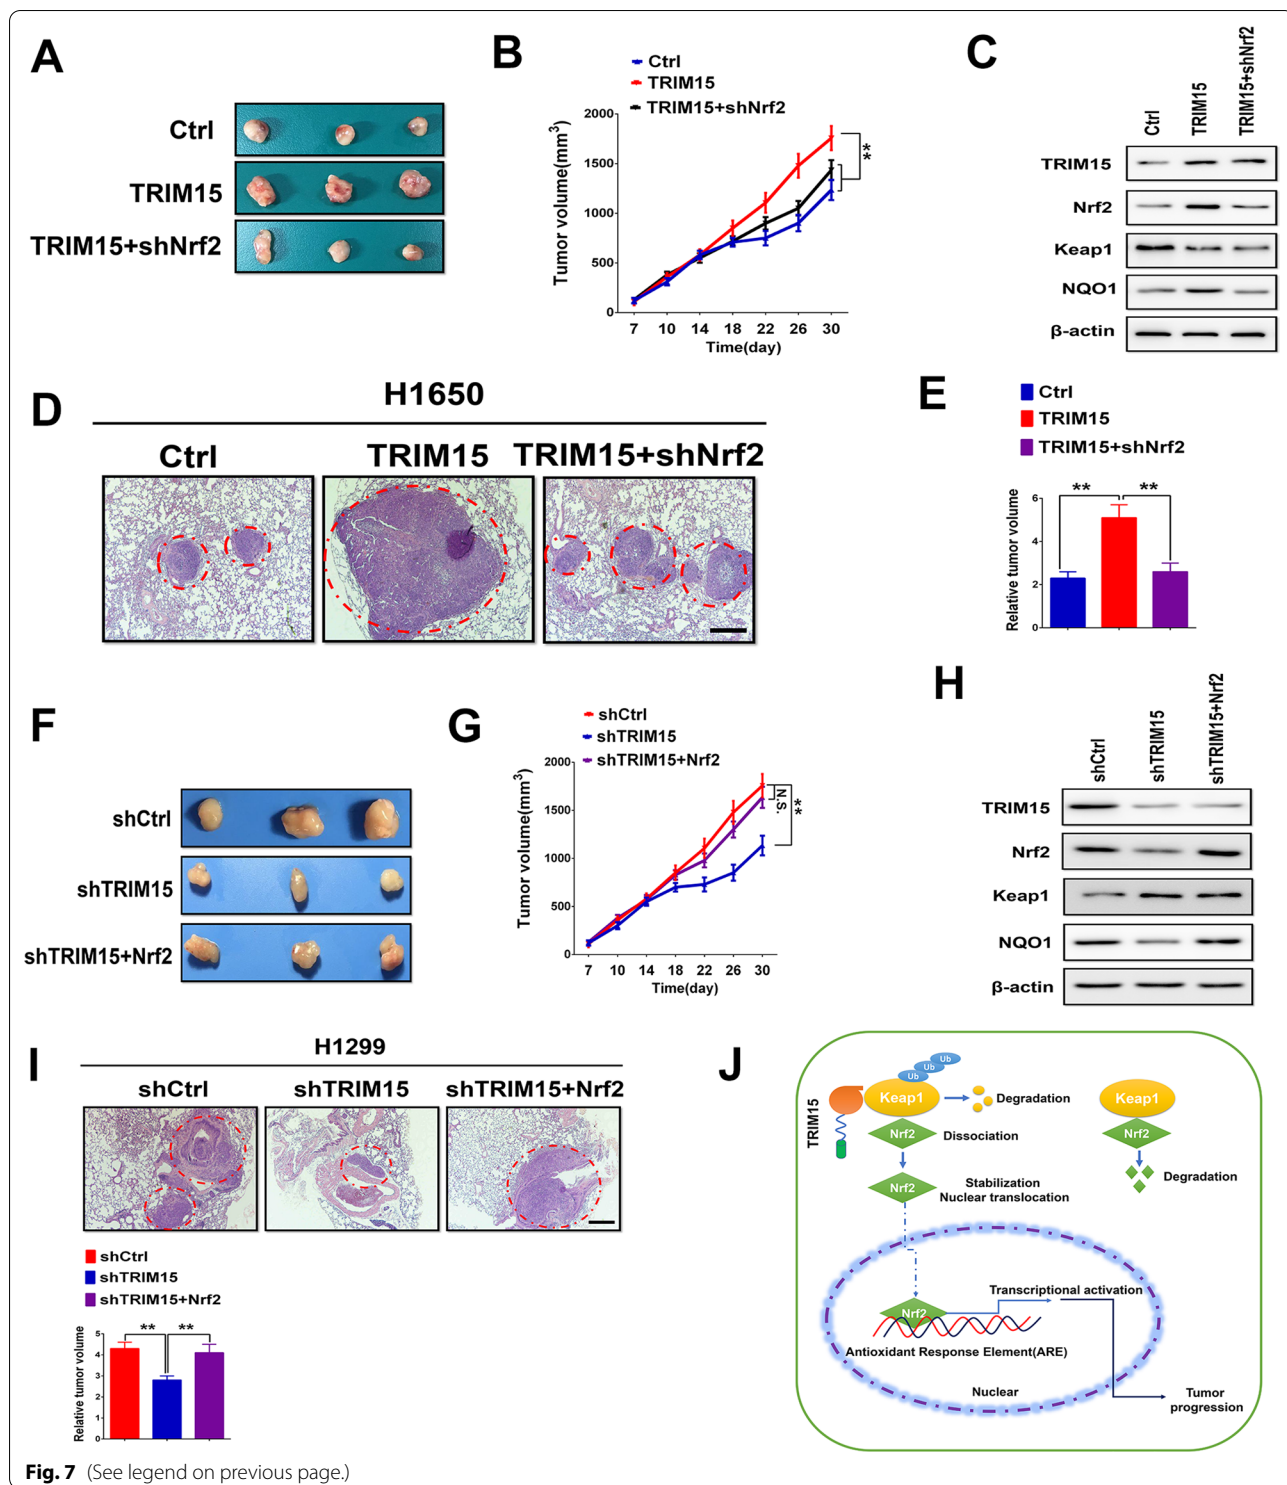 A
Ctrl
TRIM15
TRIM15+shNrf2
B
Ctrl
TRIM15
TRIM15+shNrf2
Tumor volume(mm³)
2000
1500
1000
500
0
7 10 14 18 22 26 30
Time(day)
**
C
Ctrl
TRIM15
TRIM15+shNrf2
TRIM15
Nrf2
Keap1
NQO1
β-actin
D
H1650
Ctrl TRIM15 TRIM15+shNrf2
E
Ctrl
TRIM15
TRIM15+shNrf2
Relative tumor volume
6
4
2
0
** **
F
shCtrl
shTRIM15
shTRIM15+Nrf2
G
shCtrl
shTRIM15
shTRIM15+Nrf2
Tumor volume(mm³)
2000
1500
1000
500
0
7 10 14 18 22 26 30
Time(day)
N.S.
**
H
shCtrl
shTRIM15
shTRIM15+Nrf2
TRIM15
Nrf2
Keap1
NQO1
β-actin
I
H1299
shCtrl shTRIM15 shTRIM15+Nrf2
shCtrl
shTRIM15
shTRIM15+Nrf2
Relative tumor volume
5
4
3
2
1
0
** **
J
TRIM15
Ub
Ub
Ub
Keap1
Degradation
Nrf2
Dissociation
Nrf2
Stabilization
Nuclear translocation
Keap1
Nrf2
Degradation
Nrf2
Transcriptional activation
Antioxidant Response Element(ARE)
Nuclear
Tumor
progression
Fig. 7 (See legend on previous page.)